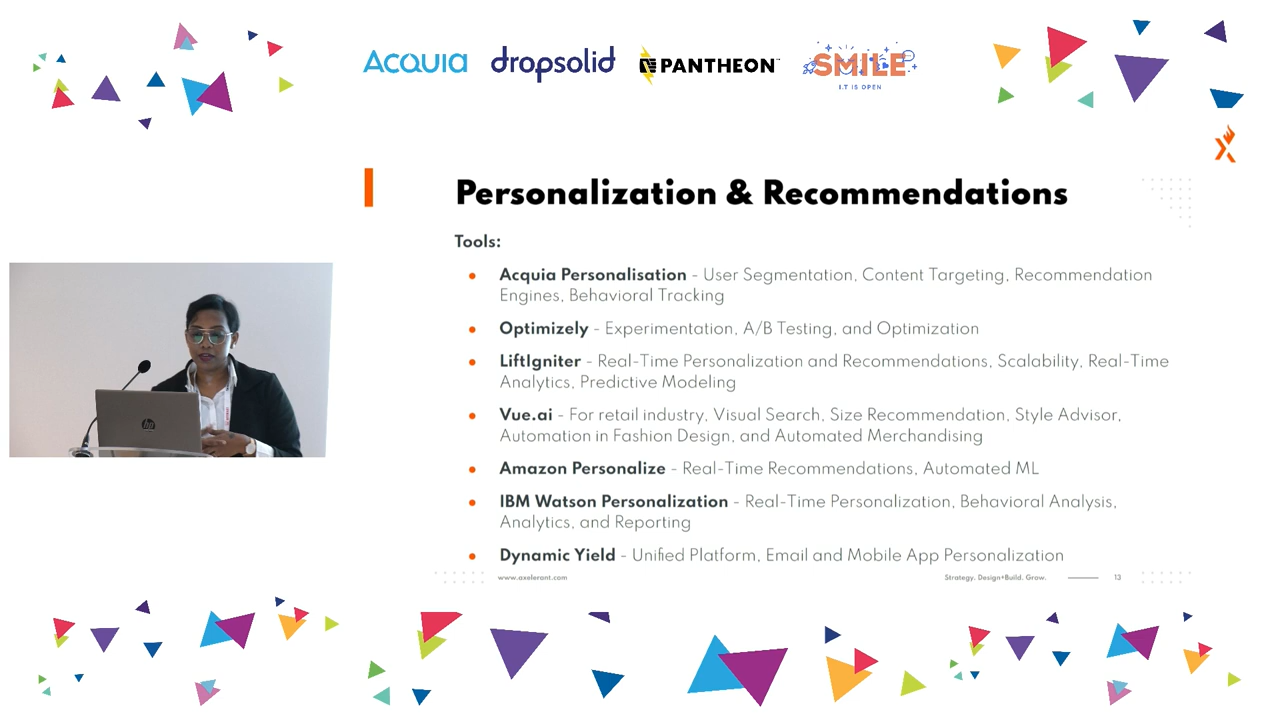 Acquia
dropsolid
PANTHEON
SMILE
I.T IS OPEN
Personalization & Recommendations
Tools:
Acquia Personalisation - User Segmentation, Content Targeting, Recommendation
Engines, Behavioral Tracking
Optimizely - Experimentation, A/B Testing, and Optimization
LiftIgniter - Real-Time Personalization and Recommendations, Scalability, Real-Time
Analytics, Predictive Modeling
Vue.ai - For retail industry, Visual Search, Size Recommendation, Style Advisor,
Automation in Fashion Design, and Automated Merchandising
Amazon Personalize - Real-Time Recommendations, Automated ML
IBM Watson Personalization - Real-Time Personalization, Behavioral Analysis,
Analytics, and Reporting
Dynamic Yield - Unified Platform, Email and Mobile App Personalization
www.axelerant.com
Strategy. Design+Build. Grow.
13
hp